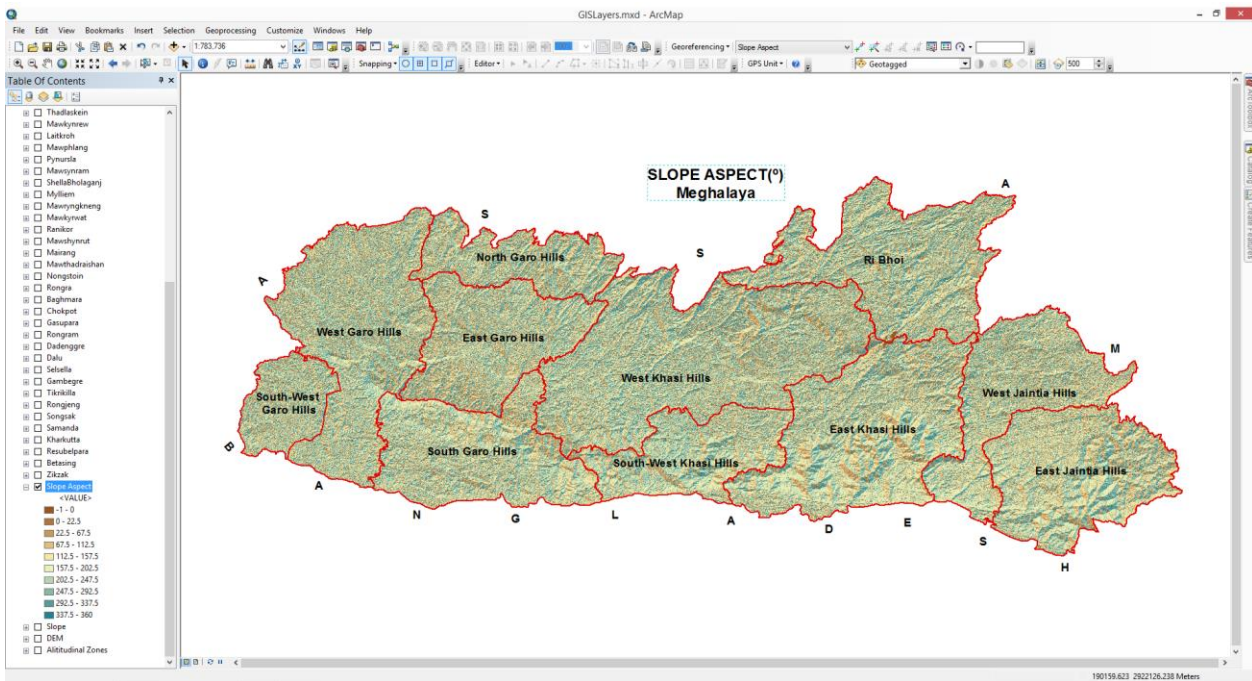 GISLayers.mxd - ArcMap
File Edit View Bookmarks Insert Selection Geoprocessing Customize Windows Help
1:783,736
Georeferencing Slope Aspect
Snapping
Editor
GPS Unit
Geotagged
500
Table Of Contents
Thadlaskein
Mawkynrew
Laitkroh
Mawphlang
Pynursla
Mawsynram
ShellaBholaganj
Mylliem
Mawryngkneng
Mawkyrwat
Ranikor
Mawshynrut
Mairang
Mawthadraishan
Nongstoin
Rongra
Baghmara
Chokpot
Gasupara
Rongram
Dadenggre
Dalu
Selsella
Gambegre
Tikrikilla
Rongjeng
Songsak
Samanda
Kharkutta
Resubelpara
Betasing
Zikzak
Slope Aspect
<VALUE>
-1 - 0
0 - 22.5
22.5 - 67.5
67.5 - 112.5
112.5 - 157.5
157.5 - 202.5
202.5 - 247.5
247.5 - 292.5
292.5 - 337.5
337.5 - 360
Slope
DEM
Alititudinal Zones
SLOPE ASPECT(º)
Meghalaya
A S S A M
North Garo Hills
Ri Bhoi
West Garo Hills
East Garo Hills
West Khasi Hills
West Jaintia Hills
South-West
Garo Hills
East Khasi Hills
South Garo Hills
South-West Khasi Hills
East Jaintia Hills
B A N G L A D E S H
ArcToolbox
Catalog
Create Features
190159.623 2922126.238 Meters